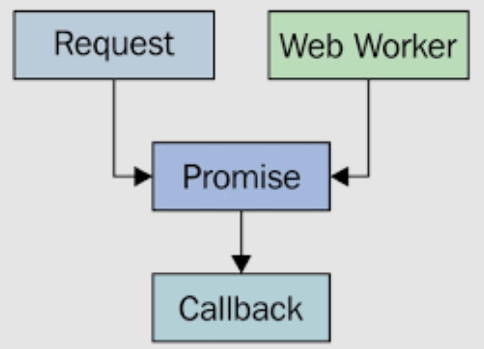 Request
Web Worker
Promise
Callback